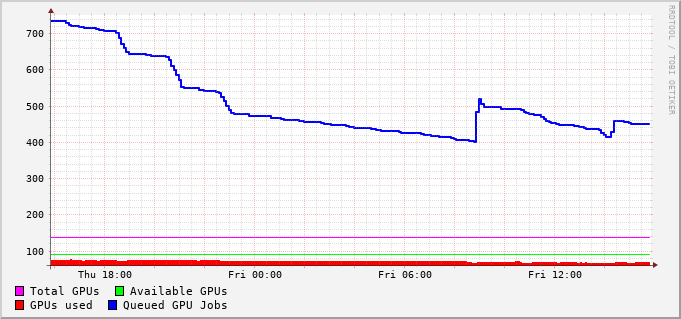 RRDTOOL / TOBI OETIKER
700
600
500
400
300
200
100
Thu 18:00 Fri 00:00 Fri 06:00 Fri 12:00
Total GPUs Available GPUs
GPUs used Queued GPU Jobs